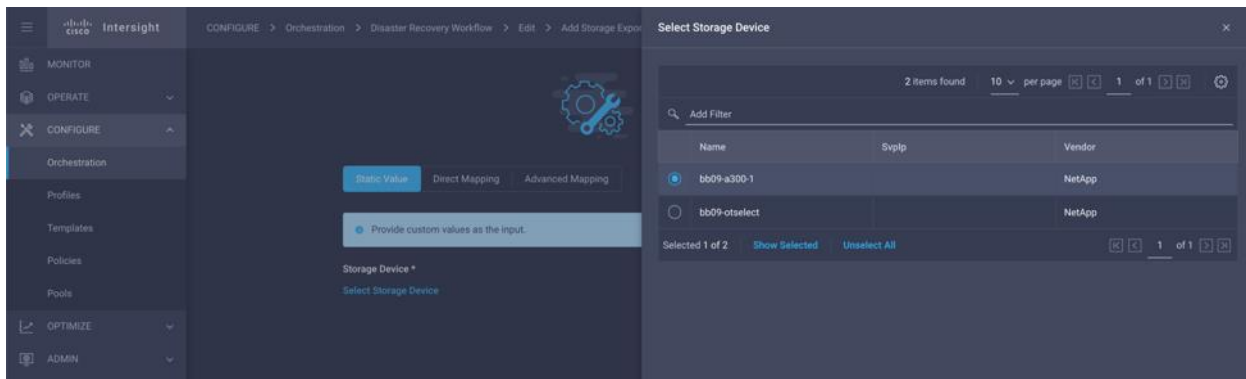 cisco Intersight
CONFIGURE > Orchestration > Disaster Recovery Workflow > Edit > Add Storage Expor
MONITOR
OPERATE
CONFIGURE
Orchestration
Profiles
Templates
Policies
Pools
OPTIMIZE
ADMIN
Static Value Direct Mapping Advanced Mapping
Provide custom values as the input.
Storage Device *
Select Storage Device
Select Storage Device
2 items found 10 per page 1 of 1
Add Filter
Name SvpIp Vendor
bb09-a300-1 NetApp
bb09-otselect NetApp
Selected 1 of 2 Show Selected Unselect All 1 of 1